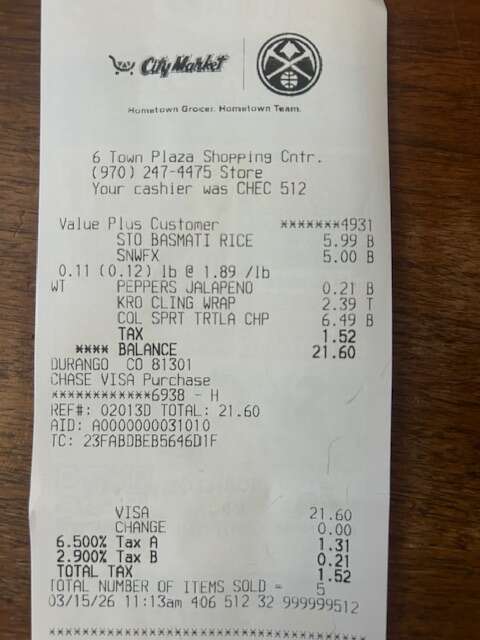 City Market
Hometown Grocer. Hometown Team.
6 Town Plaza Shopping Cntr.
(970) 247-4475 Store
Your cashier was CHEC 512
Value Plus Customer *******4931
STO BASMATI RICE 5.99 B
SNWFX 5.00 B
0.11 (0.12) lb @ 1.89 /lb
WT PEPPERS JALAPENO 0.21 B
KRO CLING WRAP 2.39 T
COL SPRT TRTLA CHP 6.49 B
TAX 1.52
**** BALANCE 21.60
DURANGO CO 81301
CHASE VISA Purchase
************6938 - H
REF#: 02013D TOTAL: 21.60
AID: A0000000031010
TC: 23FABDBEB5646D1F
VISA 21.60
CHANGE 0.00
6.500% Tax A 1.31
2.900% Tax B 0.21
TOTAL TAX 1.52
TOTAL NUMBER OF ITEMS SOLD = 5
03/15/26 11:13am 406 512 32 999999512